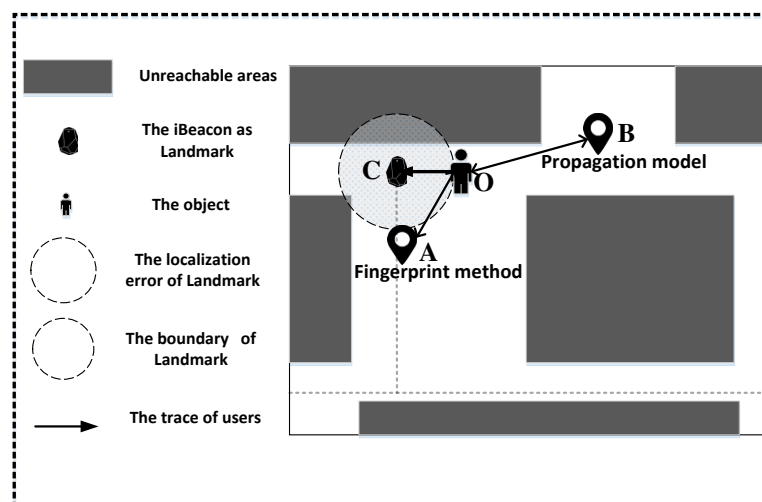 Unreachable areas
The iBeacon as
Landmark
The object
The localization
error of Landmark
The boundary of
Landmark
The trace of users
B
Propagation model
C
O
A
Fingerprint method